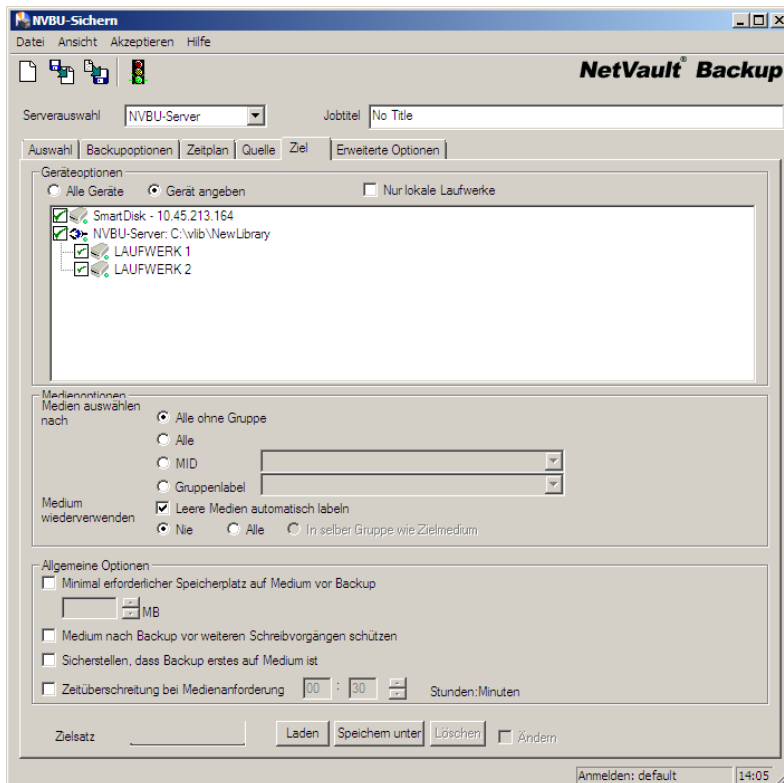 NVBU-Sichern
Datei Ansicht Akzeptieren Hilfe
NetVault® Backup
Serverauswahl NVBU-Server Jobtitel No Title
Auswahl Backupoptionen Zeitplan Quelle Ziel Erweiterte Optionen
Geräteoptionen
Alle Geräte Gerät angeben Nur lokale Laufwerke
SmartDisk - 10.45.213.164
NVBU-Server: C:\vlib\NewLibrary
LAUFWERK 1
LAUFWERK 2
Medienoptionen
Medien auswählen nach
Alle ohne Gruppe
Alle
MID
Gruppenlabel
Medium wiederverwenden
Leere Medien automatisch labeln
Nie Alle In selber Gruppe wie Zielmedium
Allgemeine Optionen
Minimal erforderlicher Speicherplatz auf Medium vor Backup
MB
Medium nach Backup vor weiteren Schreibvorgängen schützen
Sicherstellen, dass Backup erstes auf Medium ist
Zeitüberschreitung bei Medienanforderung 00 : 30 Stunden:Minuten
Zielsatz Laden Speichern unter Löschen Ändern
Anmelden: default 14:05